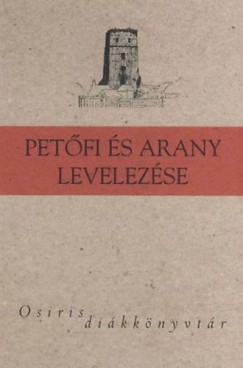 PETŐFI ÉS ARANY
LEVELEZÉSE
Osiris
diákkönyvtár